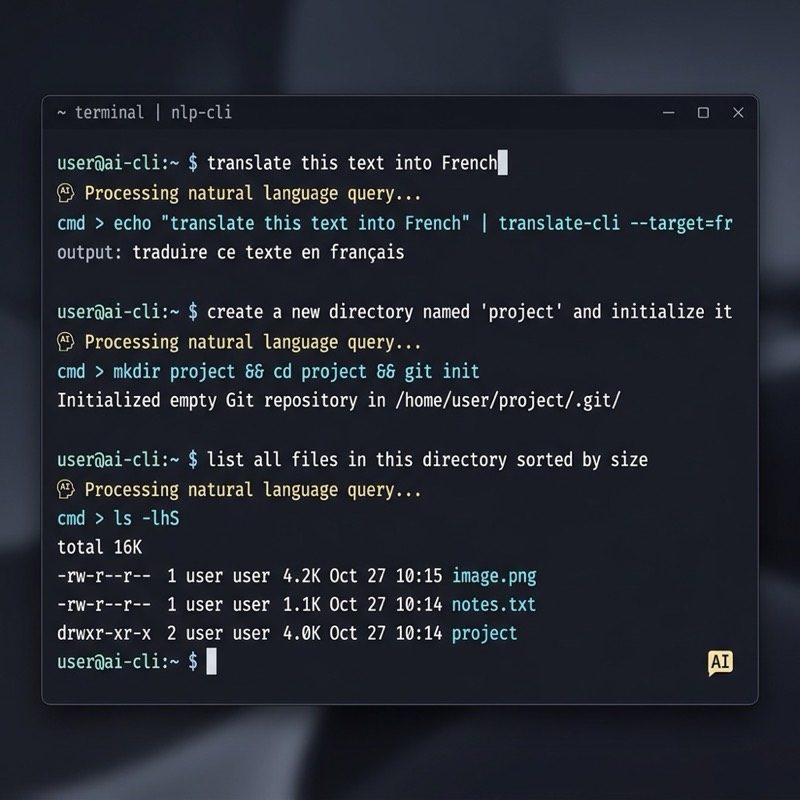 ~ terminal | nlp-cli
user@ai-cli:~ $ translate this text into French
AI Processing natural language query...
cmd > echo "translate this text into French" | translate-cli --target=fr
output: traduire ce texte en français
user@ai-cli:~ $ create a new directory named 'project' and initialize it
AI Processing natural language query...
cmd > mkdir project && cd project && git init
Initialized empty Git repository in /home/user/project/.git/
user@ai-cli:~ $ list all files in this directory sorted by size
AI Processing natural language query...
cmd > ls -lhS
total 16K
-rw-r--r-- 1 user user 4.2K Oct 27 10:15 image.png
-rw-r--r-- 1 user user 1.1K Oct 27 10:14 notes.txt
drwxr-xr-x 2 user user 4.0K Oct 27 10:14 project
user@ai-cli:~ $
AI